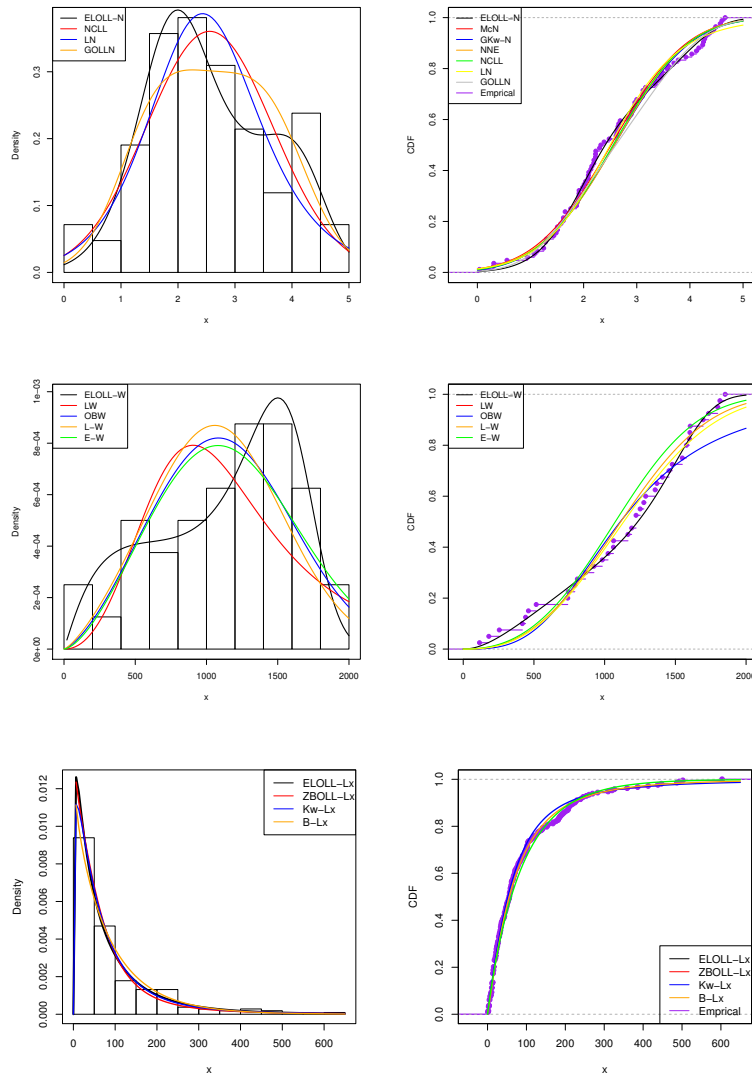 ELOLL-N
NCLL
LN
GOLLN
Density
0.0
0.1
0.2
0.3
0 1 2 3 4 5
x
ELOLL-N
McN
GKw-N
NNE
NCLL
LN
GOLLN
Emprical
CDF
0.0
0.2
0.4
0.6
0.8
1.0
0 1 2 3 4 5
x
ELOLL-W
LW
OBW
L-W
E-W
Density
0e+00
2e-04
4e-04
6e-04
8e-04
1e-03
0 500 1000 1500 2000
x
ELOLL-W
LW
OBW
L-W
E-W
CDF
0.0
0.2
0.4
0.6
0.8
1.0
0 500 1000 1500 2000
x
ELOLL-Lx
ZBOLL-Lx
Kw-Lx
B-Lx
Density
0.000
0.002
0.004
0.006
0.008
0.010
0.012
0 100 200 300 400 500 600
x
ELOLL-Lx
ZBOLL-Lx
Kw-Lx
B-Lx
Emprical
CDF
0.0
0.2
0.4
0.6
0.8
1.0
0 100 200 300 400 500 600
x